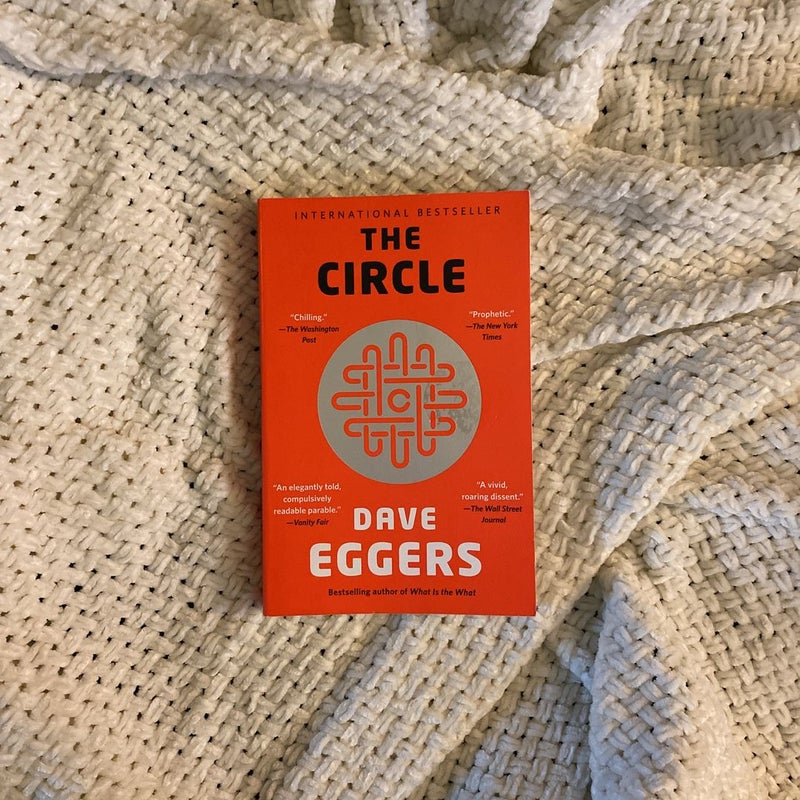 INTERNATIONAL BESTSELLER
THE
CIRCLE
“Chilling.”
—The Washington
Post
“Prophetic.”
—The New York
Times
C
“An elegantly told,
compulsively
readable parable.”
—Vanity Fair
“A vivid,
roaring dissent.”
—The Wall Street
Journal
DAVE
EGGERS
Bestselling author of What Is the What